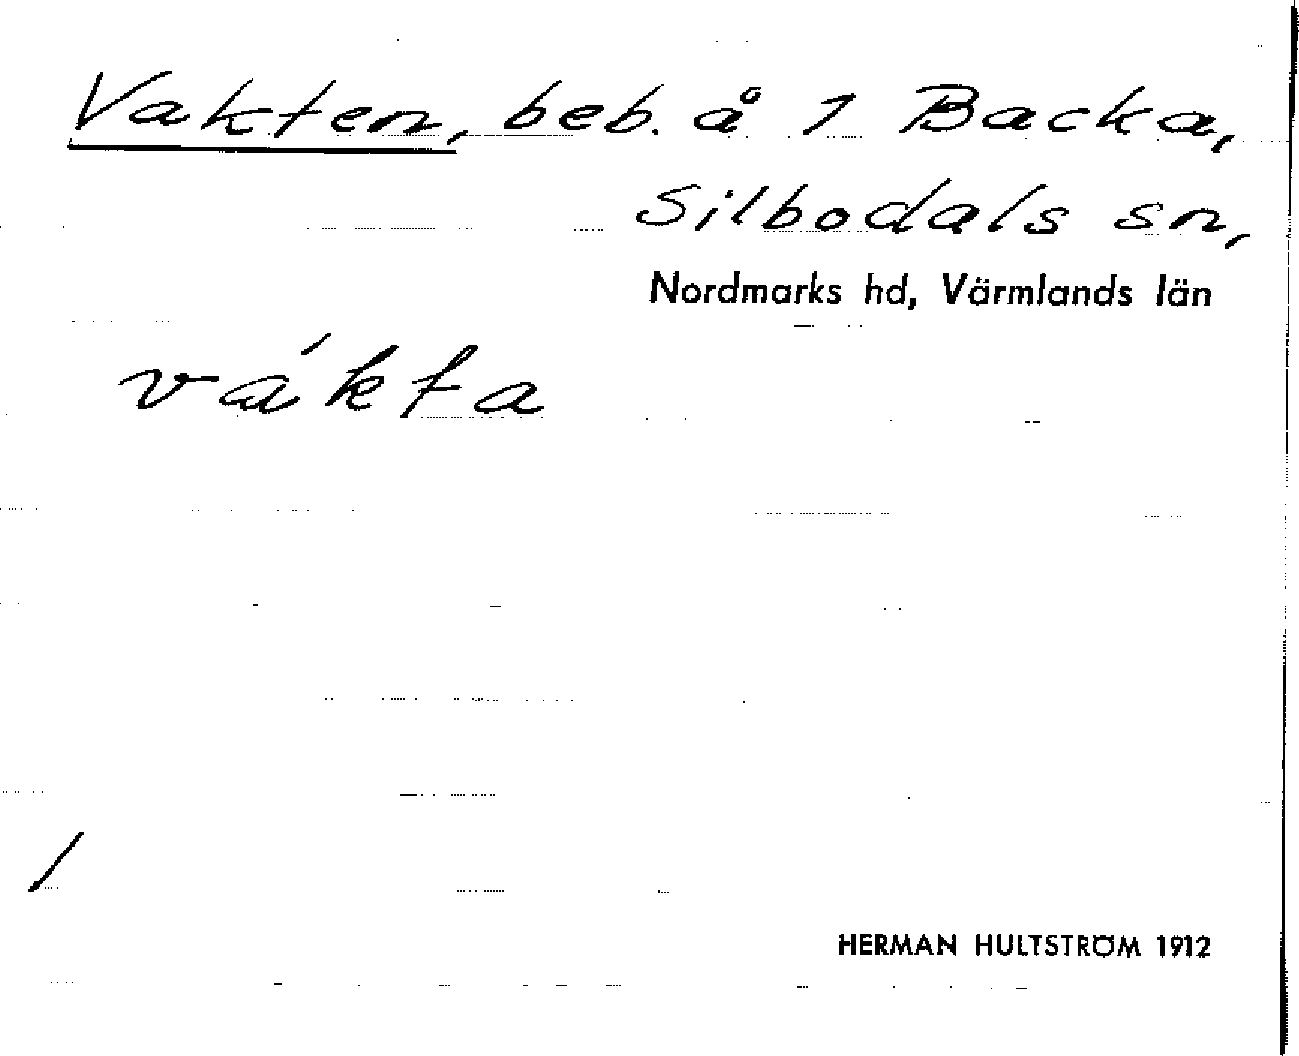 Vakten, beb. å 1 Backa,
Silbodals sn,
Nordmarks hd, Värmlands län
vákta
/
HERMAN HULTSTRÖM 1912